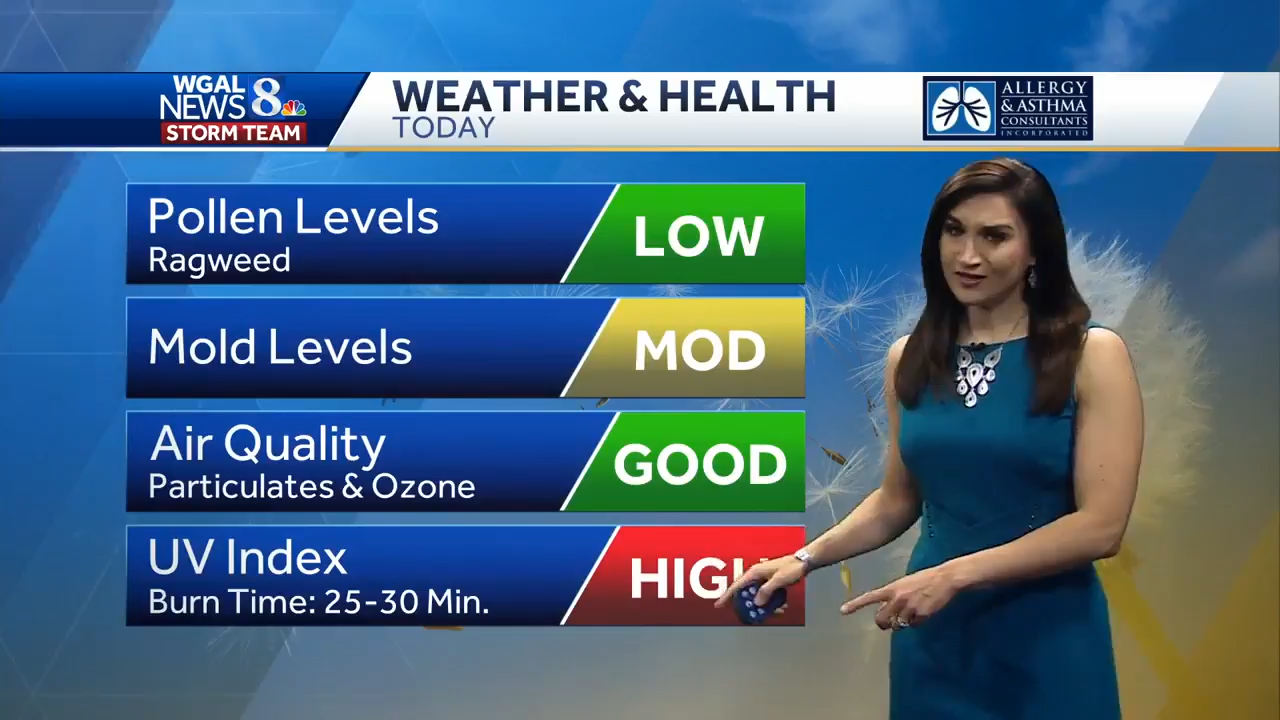 WGAL
NEWS 8
STORM TEAM
WEATHER & HEALTH
TODAY
ALLERGY
& ASTHMA
CONSULTANTS
INCORPORATED
Pollen Levels
Ragweed
LOW
Mold Levels
MOD
Air Quality
Particulates & Ozone
GOOD
UV Index
Burn Time: 25-30 Min.
HIGH